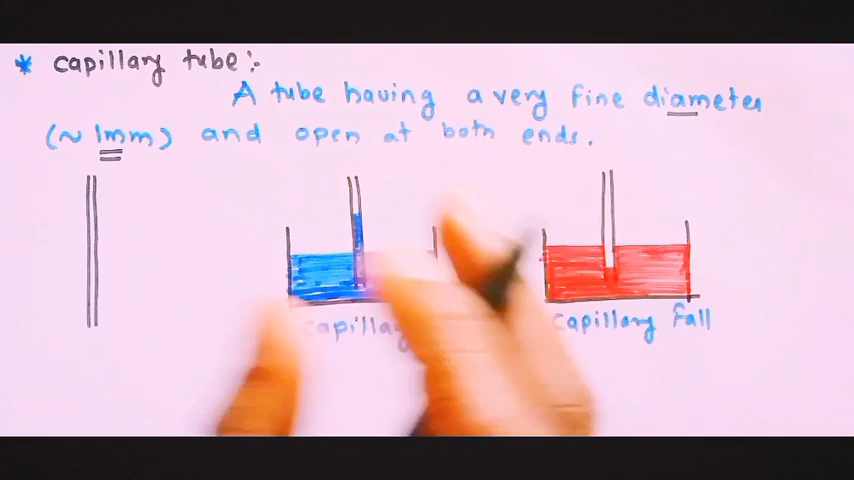 * capillary tube:-
A tube having a very fine diameter
(~ 1mm) and open at both ends.
capillary fall